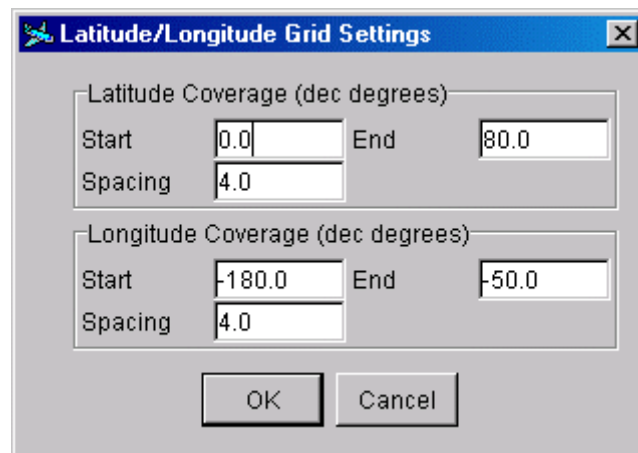 Latitude/Longitude Grid Settings
Latitude Coverage (dec degrees)
Start 0.0 End 80.0
Spacing 4.0
Longitude Coverage (dec degrees)
Start -180.0 End -50.0
Spacing 4.0
OK Cancel